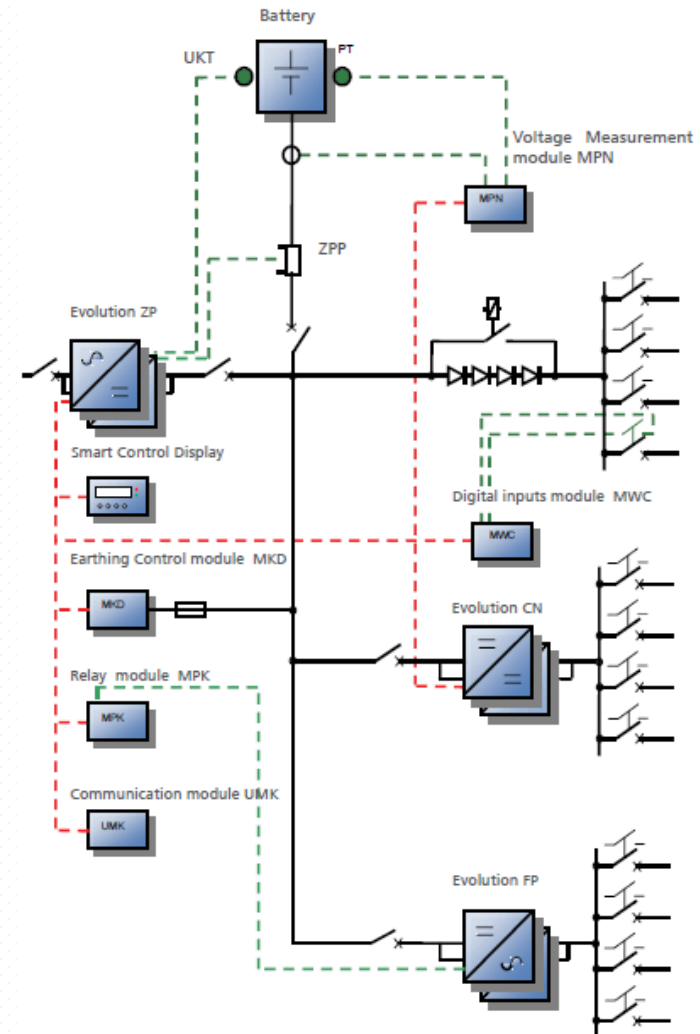 Battery
UKT
PT
Voltage Measurement
module MPN
MPN
ZPP
Evolution ZP
Smart Control Display
Digital inputs module MWC
MWC
Earthing Control module MKD
MKD
Evolution CN
Relay module MPK
MPK
Communication module UMK
UMK
Evolution FP